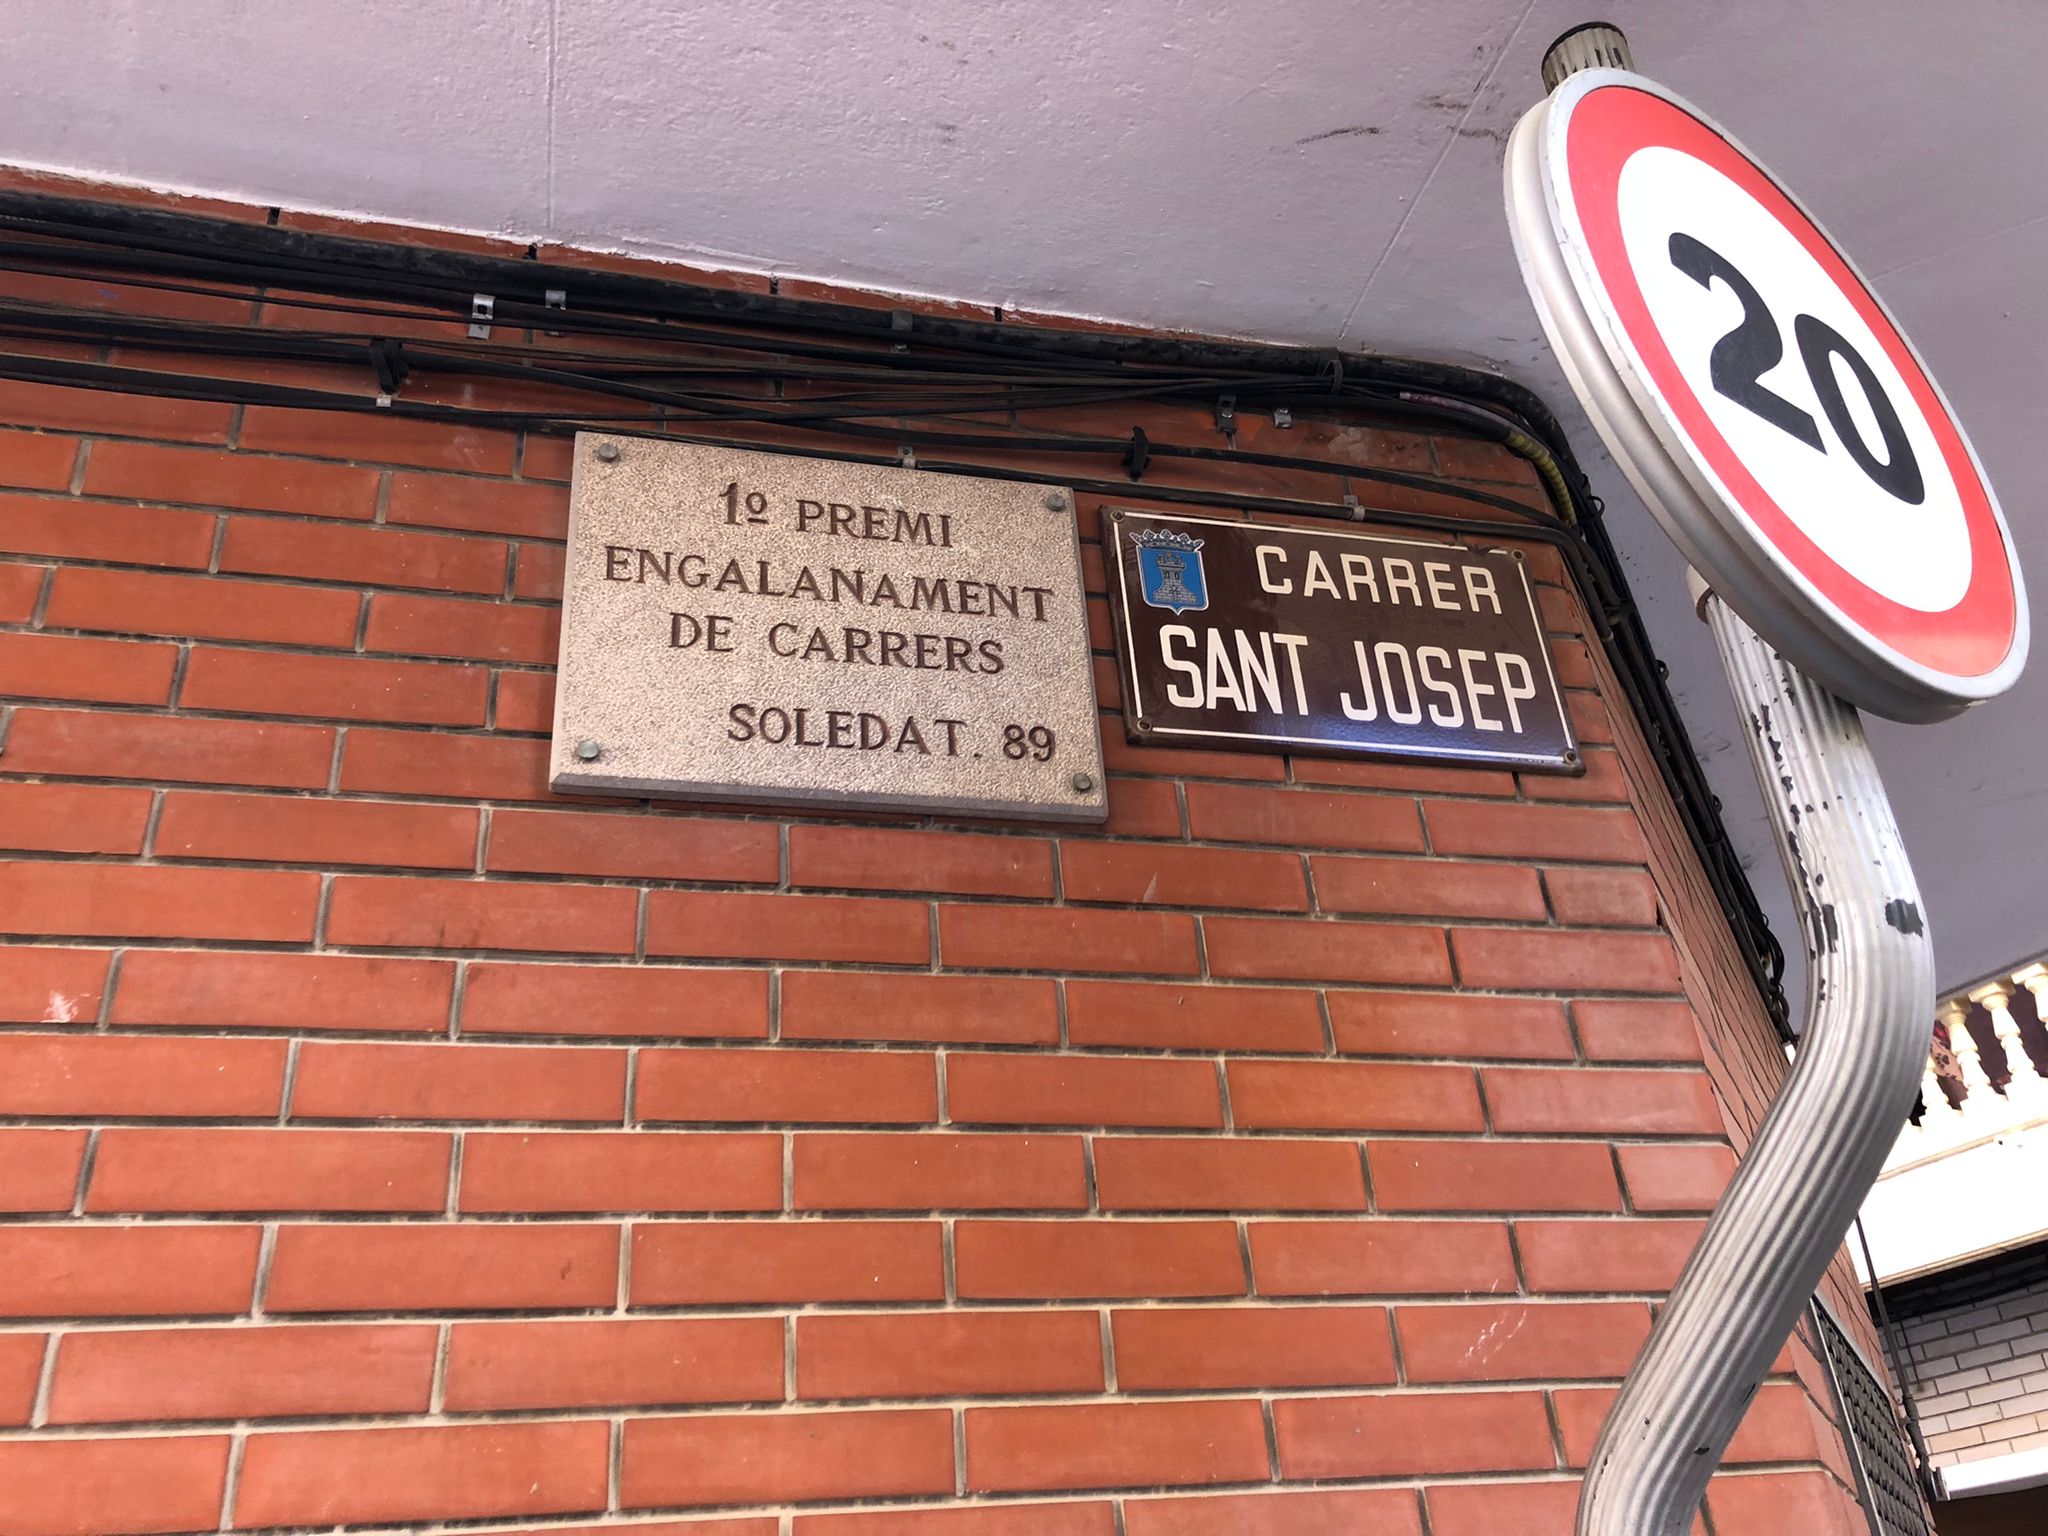 1º PREMI
ENGALANAMENT
DE CARRERS
SOLEDAT. 89
CARRER
SANT JOSEP
20